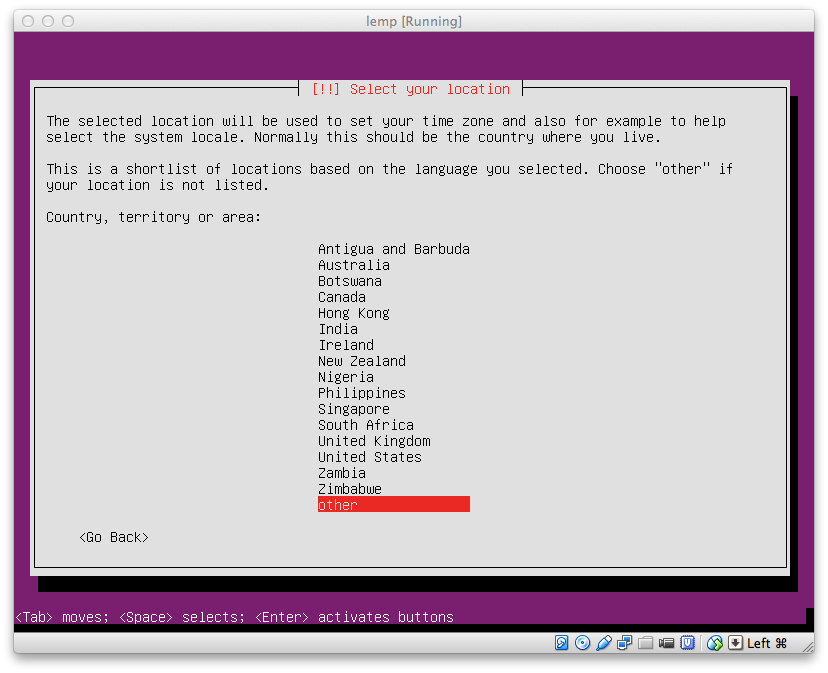 lemp [Running]
[!!] Select your location
The selected location will be used to set your time zone and also for example to help
select the system locale. Normally this should be the country where you live.
This is a shortlist of locations based on the language you selected. Choose "other" if
your location is not listed.
Country, territory or area:
Antigua and Barbuda
Australia
Botswana
Canada
Hong Kong
India
Ireland
New Zealand
Nigeria
Philippines
Singapore
South Africa
United Kingdom
United States
Zambia
Zimbabwe
other
<Go Back>
<Tab> moves; <Space> selects; <Enter> activates buttons
Left ⌘